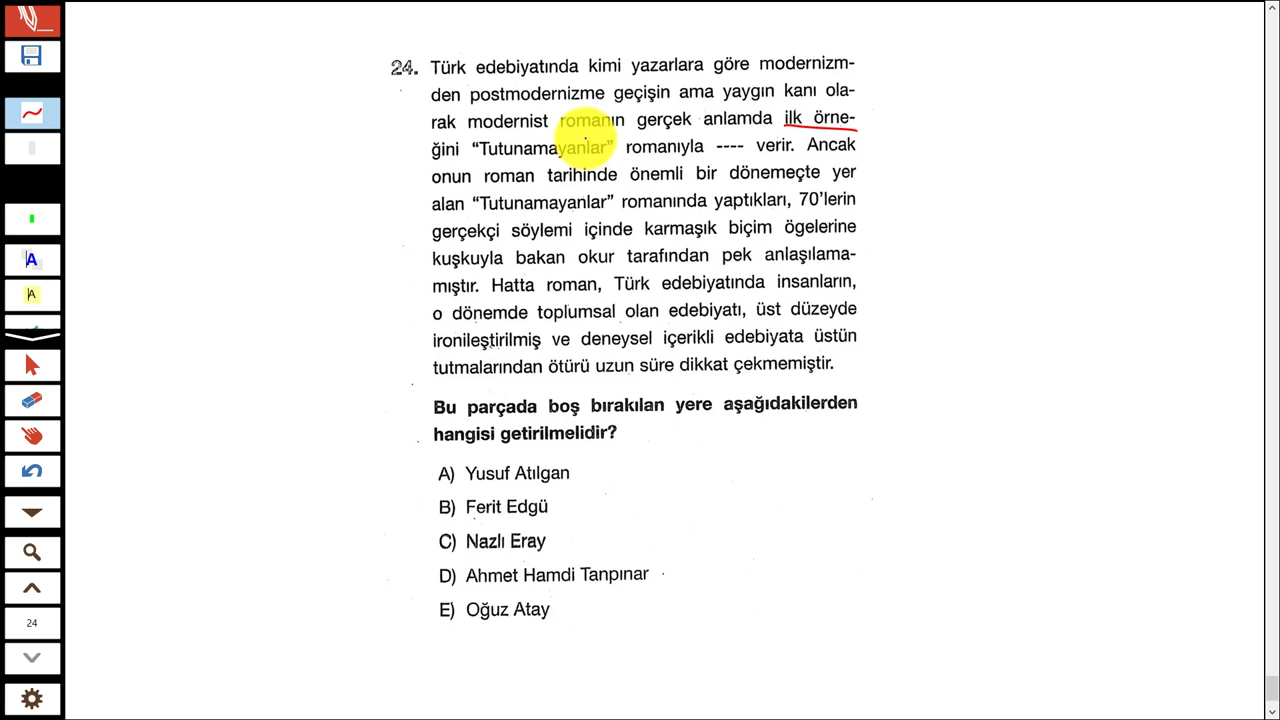 24. Türk edebiyatında kimi yazarlara göre modernizm-
den postmodernizme geçişin ama yaygın kanı ola-
rak modernist romanın gerçek anlamda ilk örne-
ğini “Tutunamayanlar” romanıyla ---- verir. Ancak
onun roman tarihinde önemli bir dönemeçte yer
alan “Tutunamayanlar” romanında yaptıkları, 70’lerin
gerçekçi söylemi içinde karmaşık biçim ögelerine
kuşkuyla bakan okur tarafından pek anlaşılama-
mıştır. Hatta roman, Türk edebiyatında insanların,
o dönemde toplumsal olan edebiyatı, üst düzeyde
ironileştirilmiş ve deneysel içerikli edebiyata üstün
tutmalarından ötürü uzun süre dikkat çekmemiştir.
Bu parçada boş bırakılan yere aşağıdakilerden
hangisi getirilmelidir?
A) Yusuf Atılgan
B) Ferit Edgü
C) Nazlı Eray
D) Ahmet Hamdi Tanpınar
E) Oğuz Atay
A
A
24